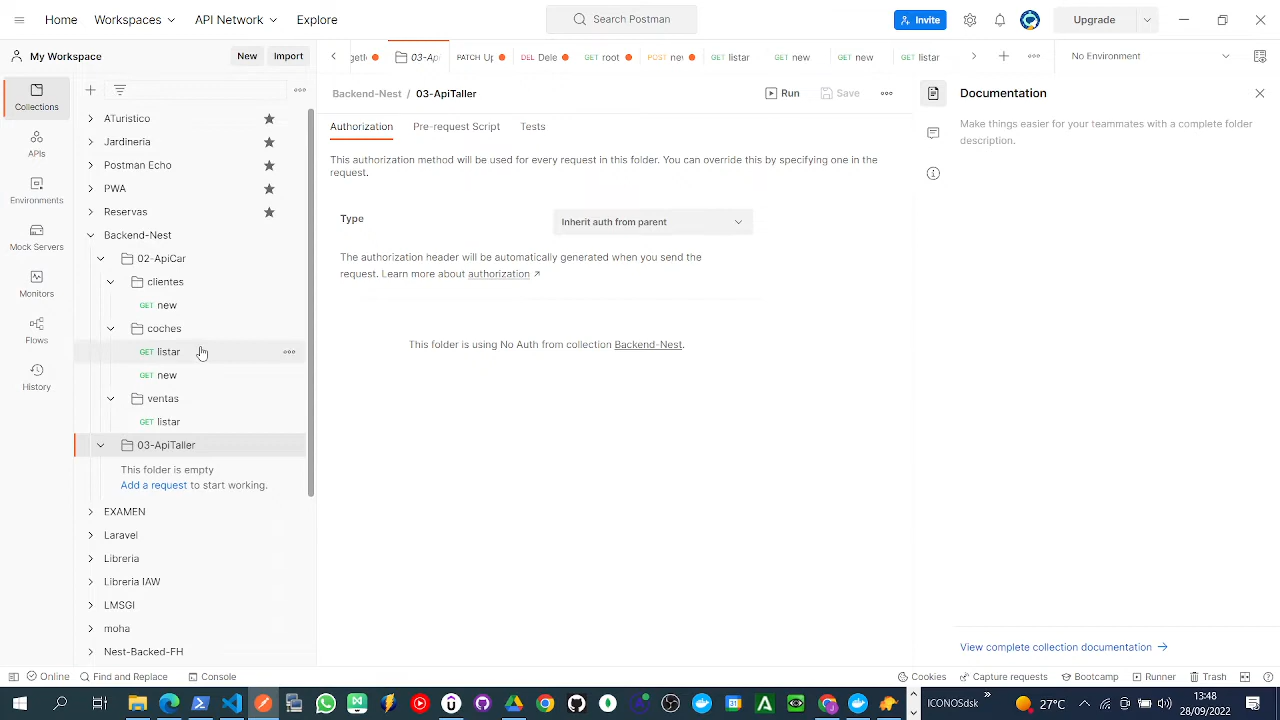 Home Workspaces API Network Explore Search Postman Invite Upgrade
My Workspace New Import 03-Api PATCH Up DEL Dele GET root POST nev GET listar GET new GET new GET listar No Environment
Collections
APIs
Environments
Mock Servers
Monitors
Flows
History
ATuristico
Jardineria
Postman Echo
PWA
Reservas
Backend-Nest
02-ApiCar
clientes
GET new
coches
GET listar
GET new
ventas
GET listar
03-ApiTaller
This folder is empty
Add a request to start working.
EXAMEN
Laravel
Libreria
Libreria IAW
LMSGI
moha
Nest-Backed-FH
Backend-Nest / 03-ApiTaller Run Save
Authorization Pre-request Script Tests
This authorization method will be used for every request in this folder. You can override this by specifying one in the
request.
Type Inherit auth from parent
The authorization header will be automatically generated when you send the
request. Learn more about authorization ↗
This folder is using No Auth from collection Backend-Nest.
Documentation
Make things easier for your teammates with a complete folder
description.
View complete collection documentation →
Online Find and Replace Console Cookies Capture requests Bootcamp Runner Trash
ICONOSdsk » 27°C 13:48
28/09/2022